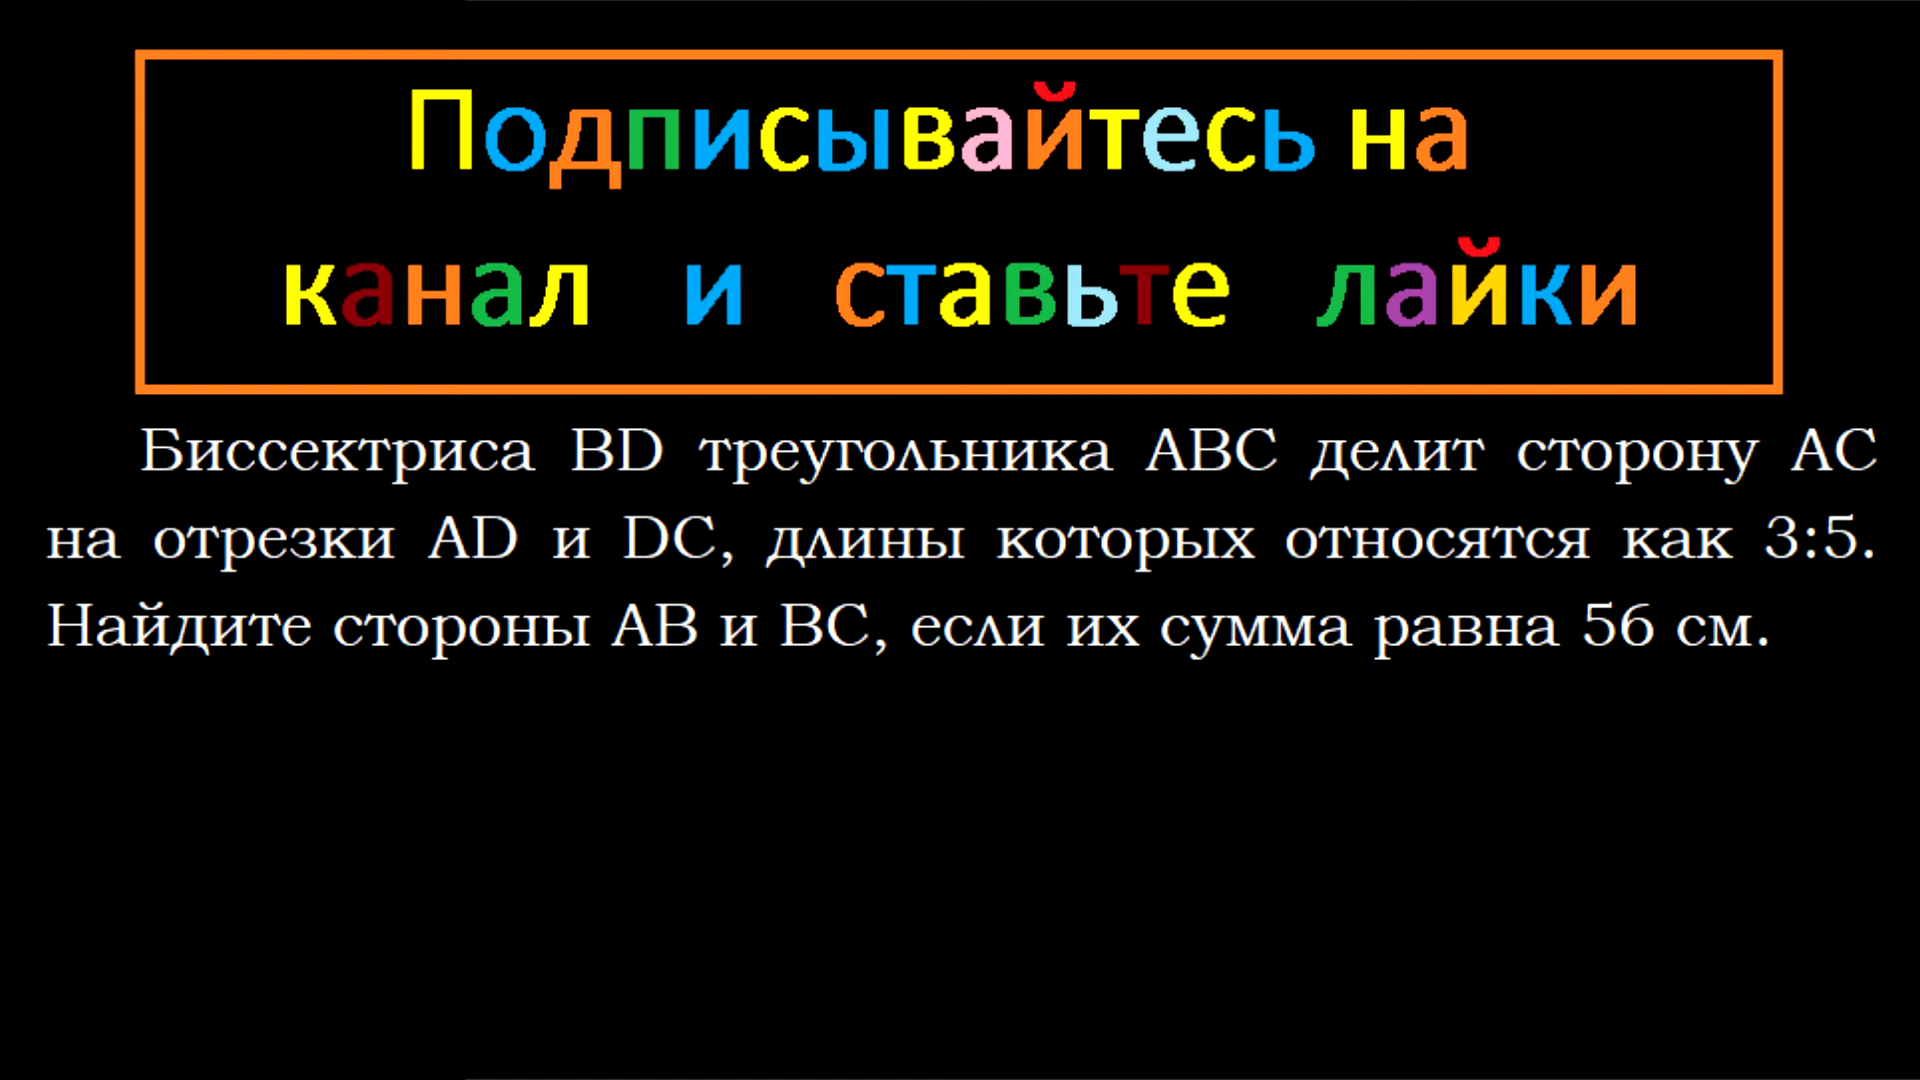 Подписывайтесь на
канал и ставьте лайки
Биссектриса BD треугольника ABC делит сторону AC
на отрезки AD и DC, длины которых относятся как 3:5.
Найдите стороны AB и BC, если их сумма равна 56 см.